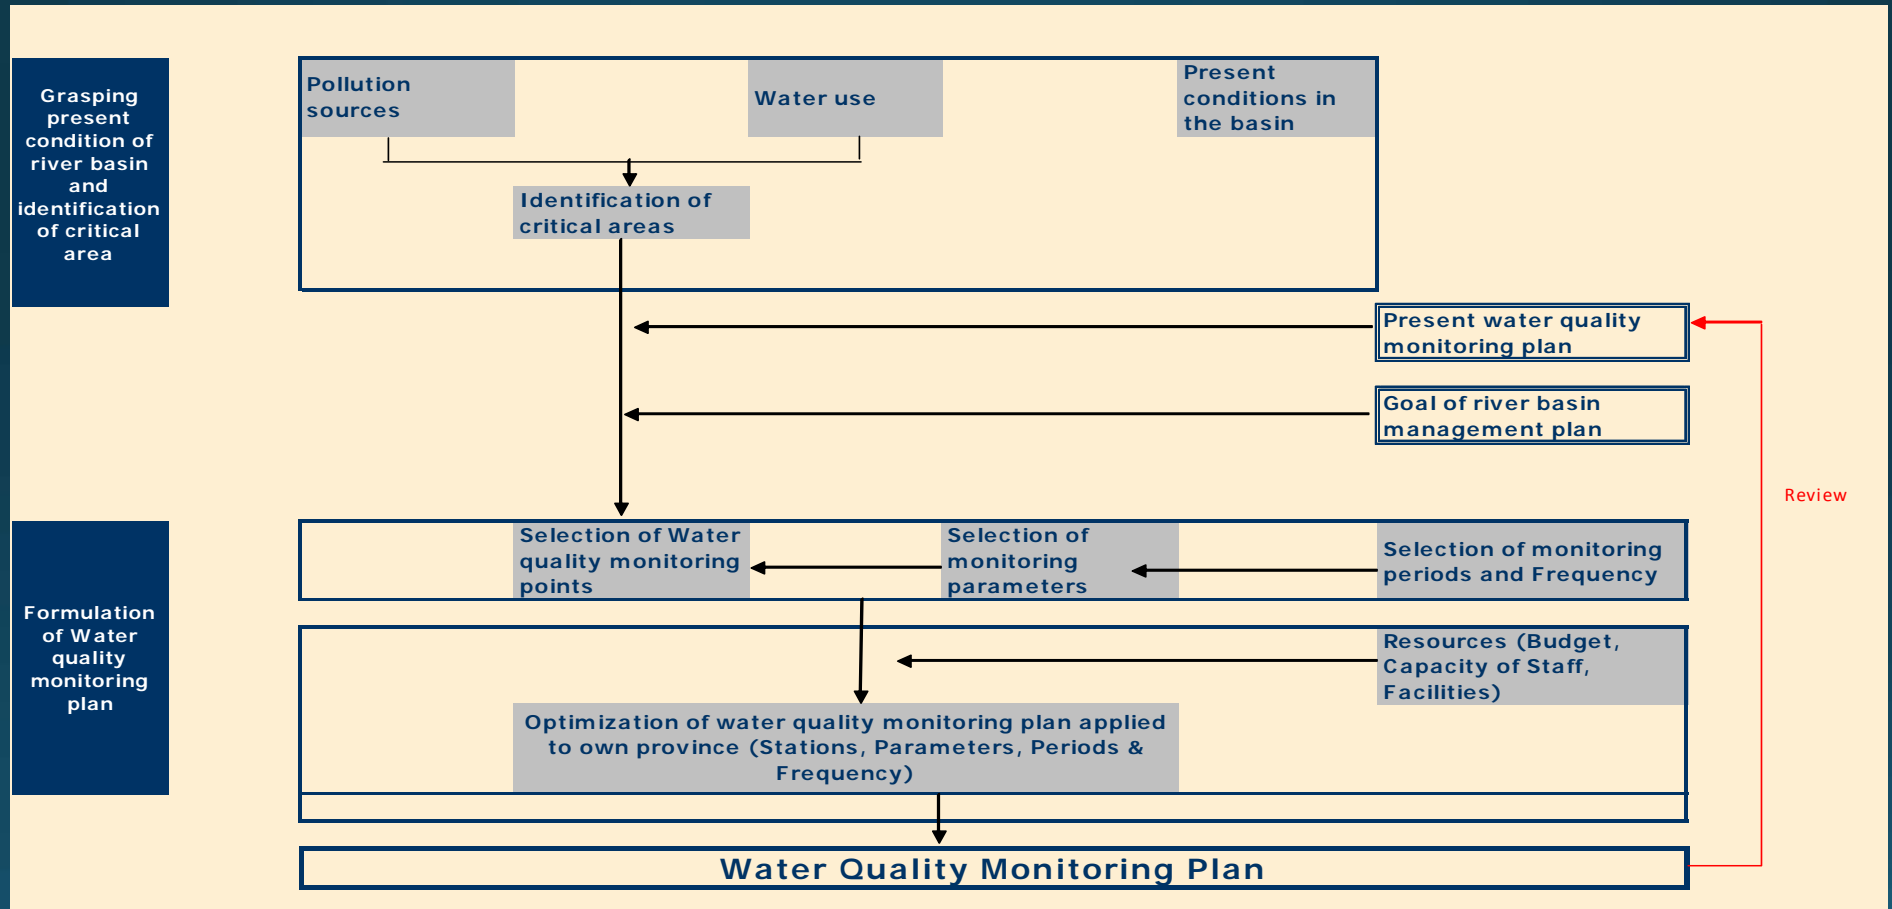 Grasping
present
condition of
river basin
and
identification
of critical
area
Pollution
sources
Water use
Present
conditions in
the basin
Identification of
critical areas
Present water quality
monitoring plan
Goal of river basin
management plan
Review
Formulation
of Water
quality
monitoring
plan
Selection of Water
quality monitoring
points
Selection of
monitoring
parameters
Selection of monitoring
periods and Frequency
Resources (Budget,
Capacity of Staff,
Facilities)
Optimization of water quality monitoring plan applied
to own province (Stations, Parameters, Periods &
Frequency)
Water Quality Monitoring Plan